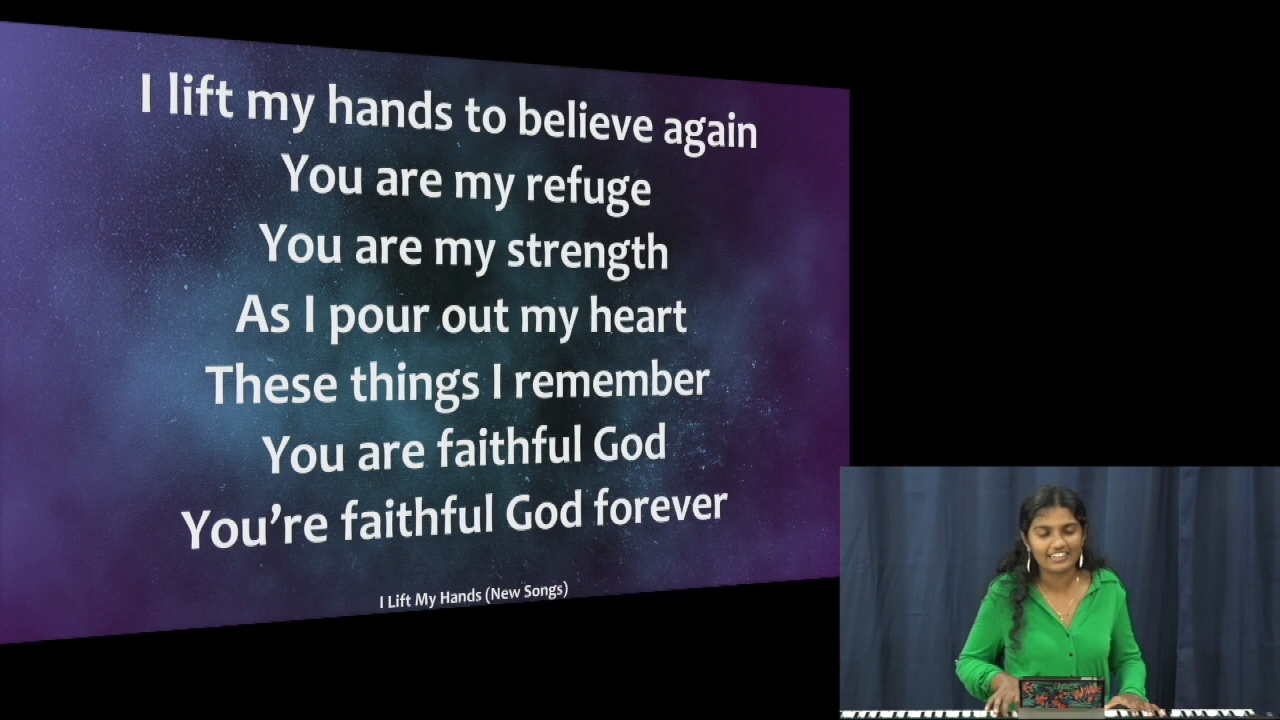 I lift my hands to believe again
You are my refuge
You are my strength
As I pour out my heart
These things I remember
You are faithful God
You’re faithful God forever
I Lift My Hands (New Songs)